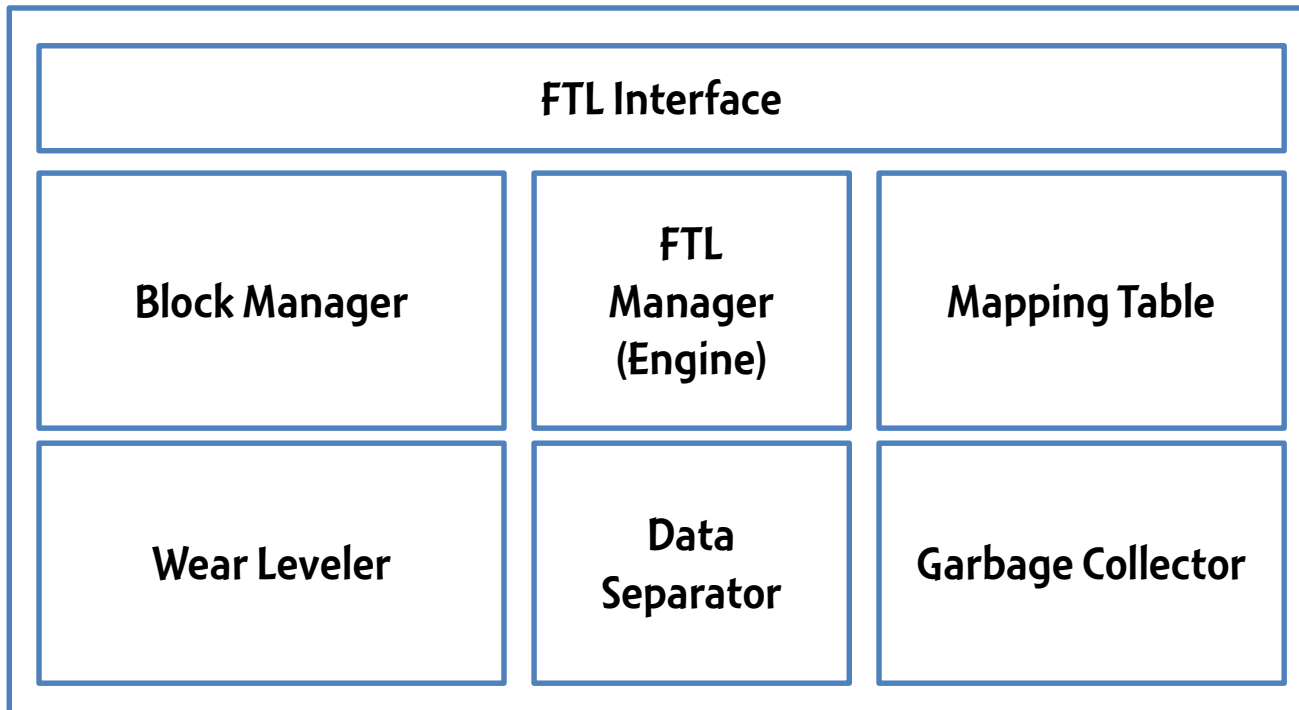 FTL Interface
Block Manager
FTL
Manager
(Engine)
Mapping Table
Wear Leveler
Data
Separator
Garbage Collector